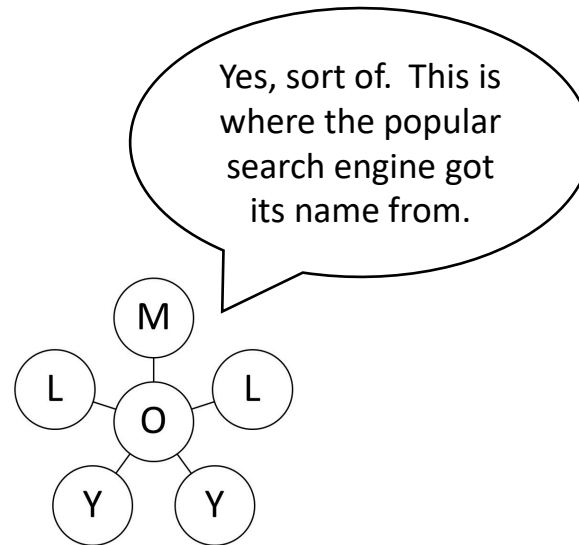 Yes, sort of. This is
where the popular
search engine got
its name from.
M
L O L
Y Y